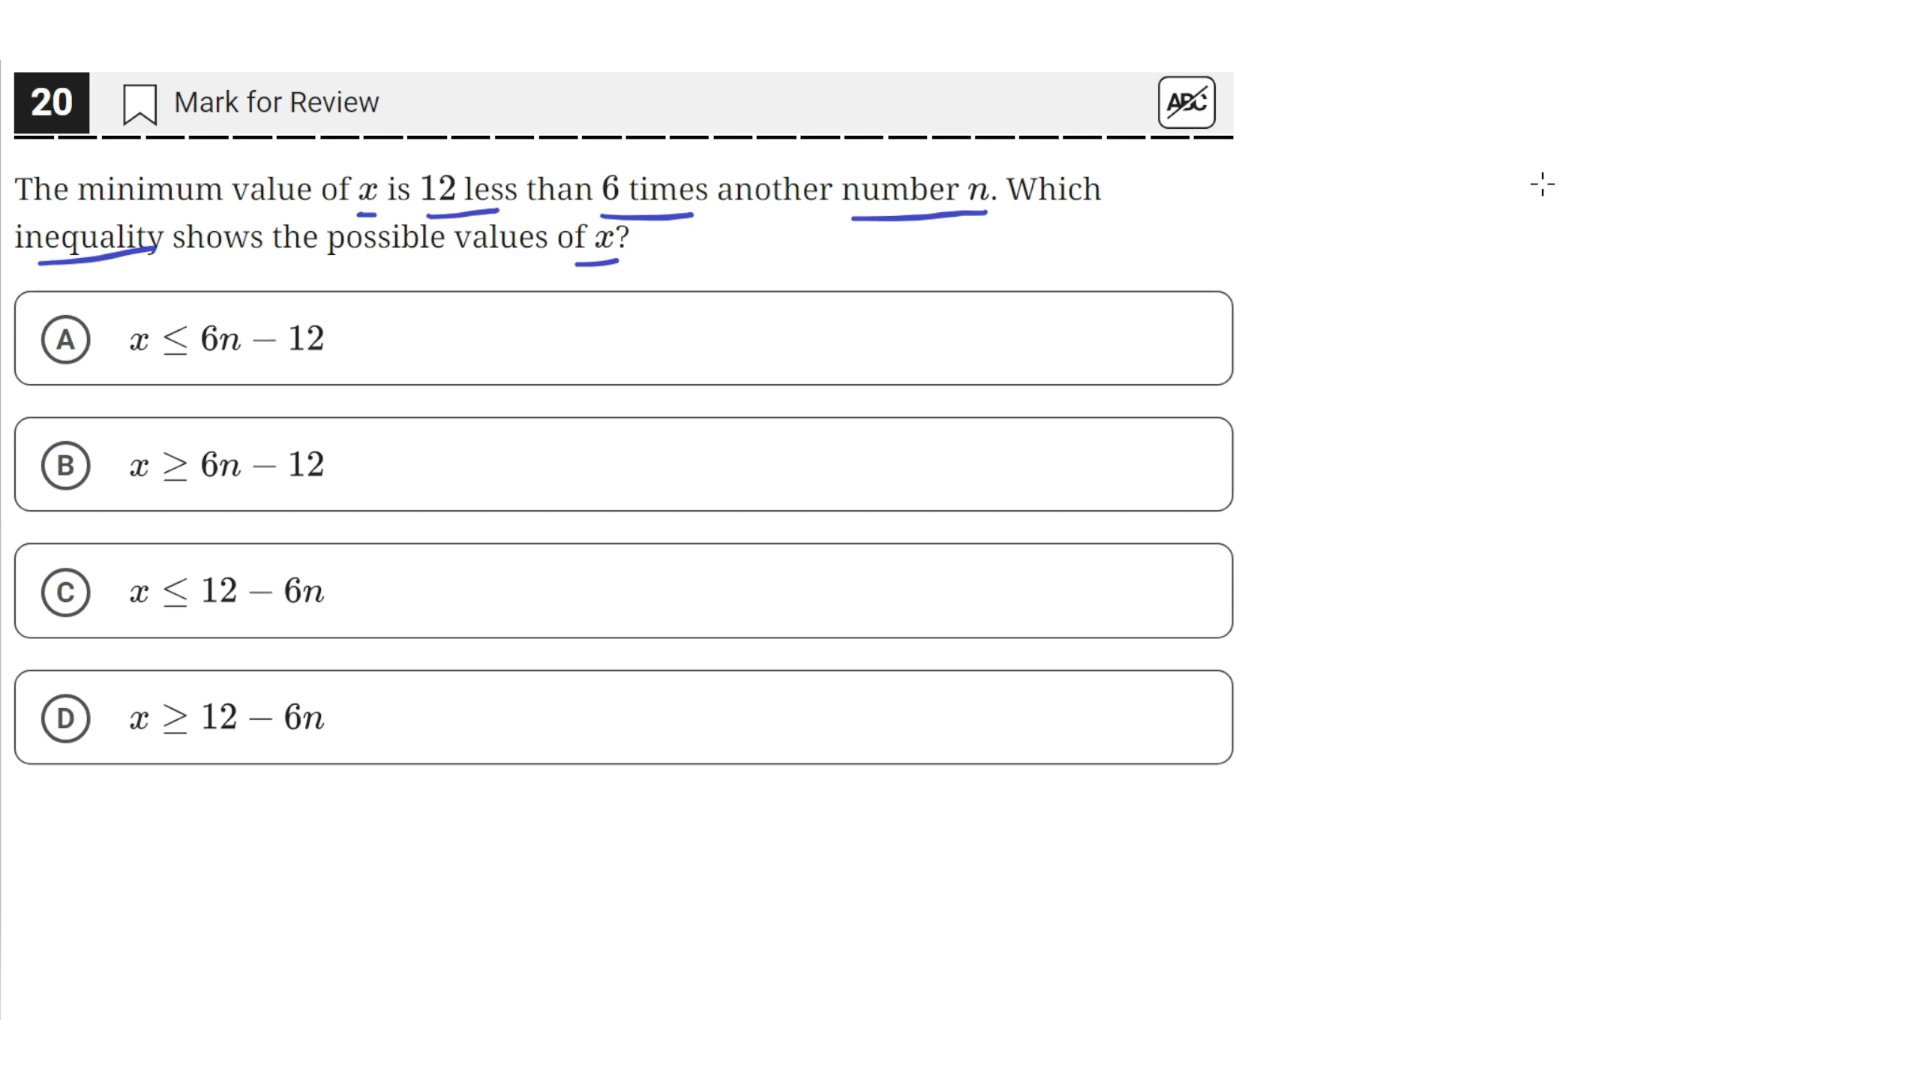 20 Mark for Review ABC
The minimum value of x is 12 less than 6 times another number n. Which
inequality shows the possible values of x?
A x ≤ 6n − 12
B x ≥ 6n − 12
C x ≤ 12 − 6n
D x ≥ 12 − 6n